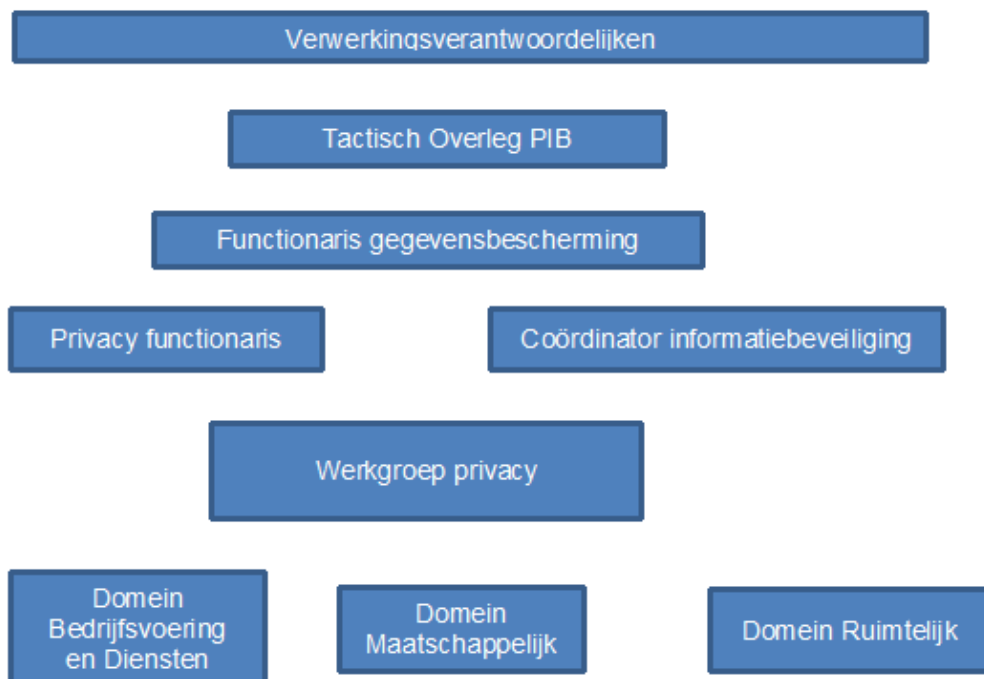 Verwerkingsverantwoordelijken
Tactisch Overleg PIB
Functionaris gegevensbescherming
Privacy functionaris
Coördinator informatiebeveiliging
Werkgroep privacy
Domein
Bedrijfsvoering
en Diensten
Domein
Maatschappelijk
Domein Ruimtelijk